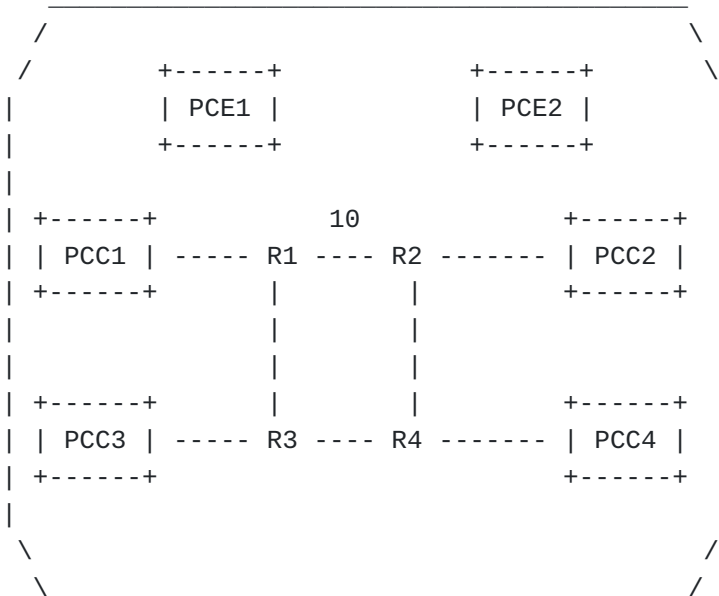 PCE1 PCE2
10
PCC1 ----- R1 ---- R2 ------- PCC2
PCC3 ----- R3 ---- R4 ------- PCC4